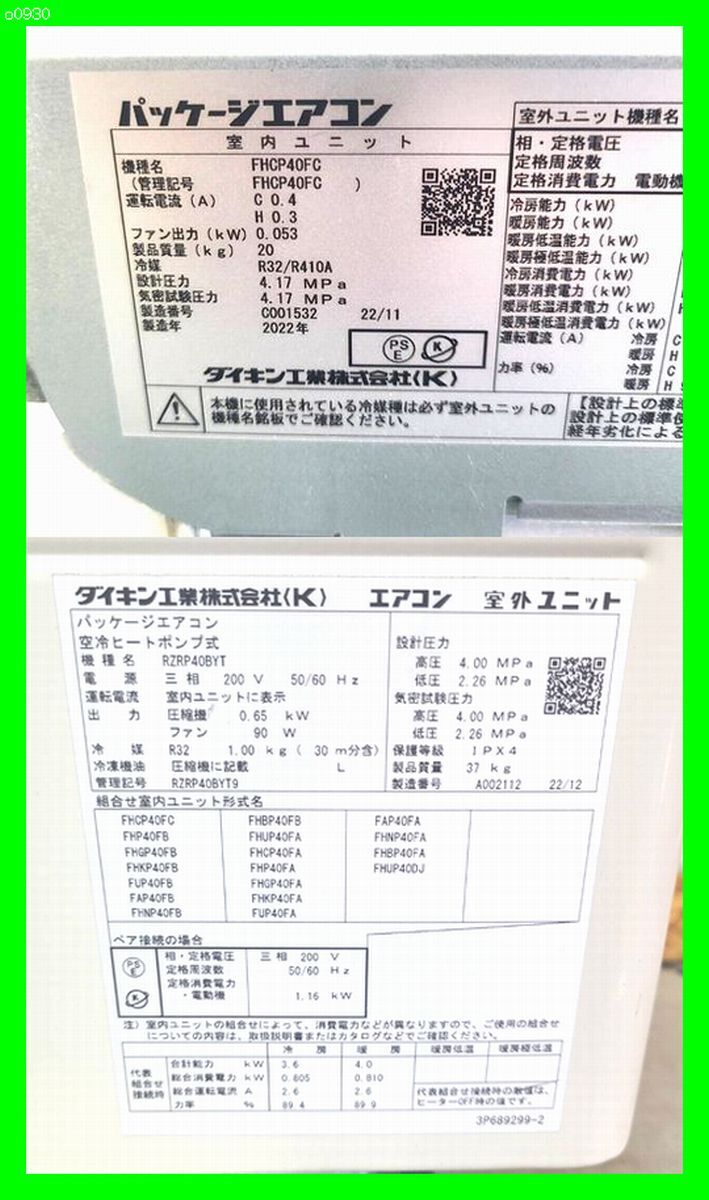 o0930
パッケージエアコン
室内ユニット
機種名 FHCP40FC
(管理記号 FHCP40FC )
運転電流(A) C 0.4
H 0.3
ファン出力(kW) 0.053
製品質量(kg) 20
冷媒 R32/R410A
設計圧力 4.17 MPa
気密試験圧力 4.17 MPa
製造番号 C001532 22/11
製造年 2022年
PS
E
K
ダイキン工業株式会社(K)
本機に使用されている冷媒種は必ず室外ユニットの
機種名銘板でご確認ください。
室外ユニット機種名
相・定格電圧
定格周波数
定格消費電力 電動機
冷房能力(kW)
暖房能力(kW)
暖房低温能力(kW)
暖房極低温能力(kW)
冷房消費電力(kW)
暖房消費電力(kW)
暖房低温消費電力(kW)
暖房極低温消費電力(kW)
運転電流(A) 冷房 C
暖房 H
力率(%) 冷房 C
暖房 H
【設計上の標準
設計上の標準使
経年劣化による
ダイキン工業株式会社(K) エアコン 室外ユニット
パッケージエアコン
空冷ヒートポンプ式
機種名 RZRP40BYT
電源 三相 200 V 50/60 Hz
運転電流 室内ユニットに表示
出力 圧縮機 0.65 kW
ファン 90 W
冷媒 R32 1.00 kg( 30 m分含)
冷凍機油 圧縮機に記載 L
管理記号 RZRP40BYT9
設計圧力
高圧 4.00 MPa
低圧 2.26 MPa
気密試験圧力
高圧 4.00 MPa
低圧 2.26 MPa
保護等級 IPX4
製品質量 37 kg
製造番号 A002112 22/12
組合せ室内ユニット形式名
FHCP40FC FHBP40FB FAP40FA
FHP40FB FHUP40FA FHNP40FA
FHGP40FB FHCP40FA FHBP40FA
FHKP40FB FHP40FA FHUP40DJ
FUP40FB FHGP40FA
FAP40FB FHKP40FA
FHNP40FB FUP40FA
ペア接続の場合
PS
E
K
相・定格電圧 三相 200 V
定格周波数 50/60 Hz
定格消費電力
・電動機 1.16 kW
注)室内ユニットの組合せによって、消費電力などが異なりますので、ご使用の組合せ
についての内容は、取扱説明書またはカタログなどでご確認ください。
冷房 暖房 暖房低温 暖房極低温
代表
組合せ
接続時
合計能力 kW 3.6 4.0
総合消費電力 kW 0.805 0.810
総合運転電流 A 2.6 2.6
力率 % 89.4 89.9
代表組合せ接続時の数値は、
ヒーターOFF時の値です。
3P689299-2